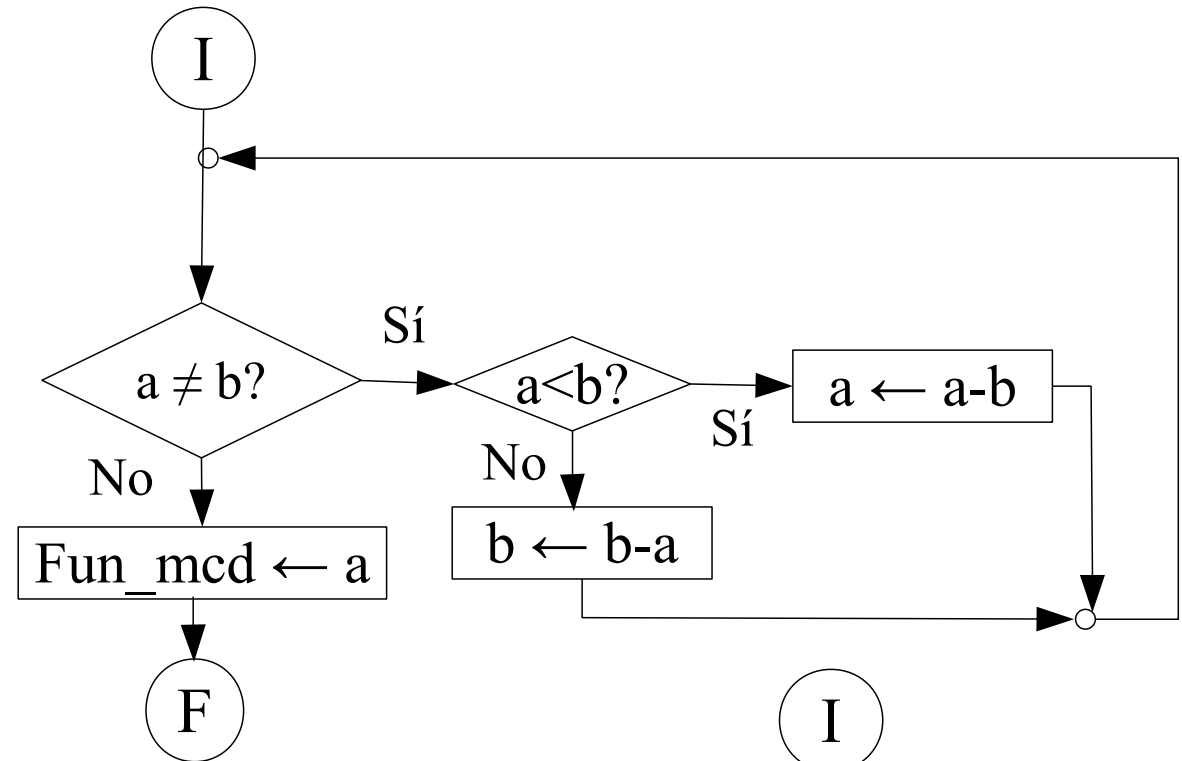 I
Sí
a ≠ b?
a<b?
a ← a-b
Sí
No
No
b ← b-a
Fun_mcd ← a
F
I